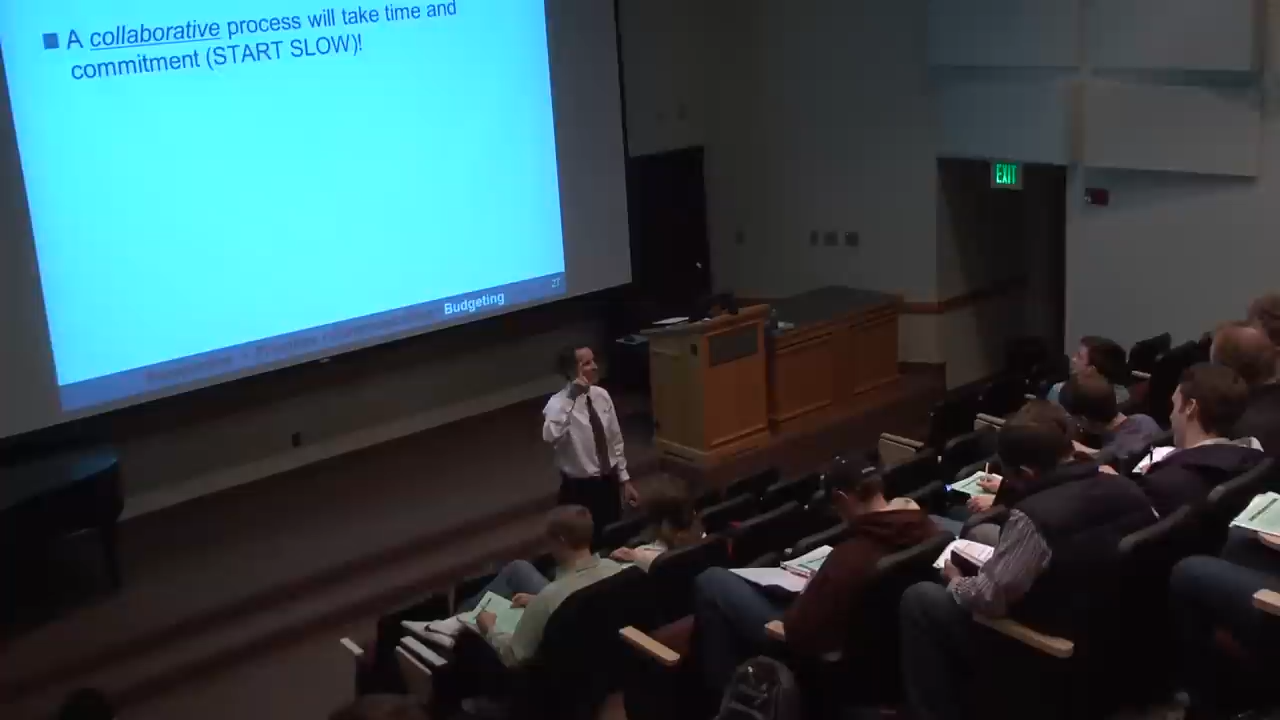 ■ A collaborative process will take time and
commitment (START SLOW)!
Budgeting
27
EXIT